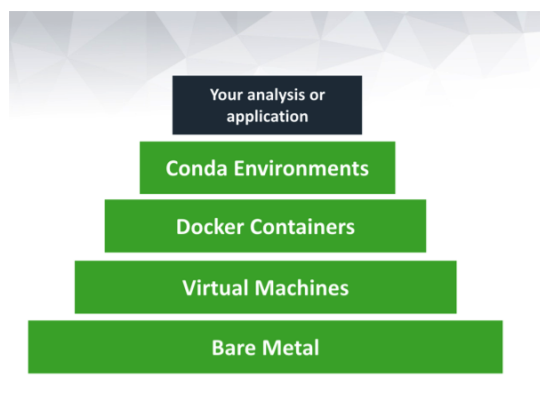 Your analysis or
application
Conda Environments
Docker Containers
Virtual Machines
Bare Metal